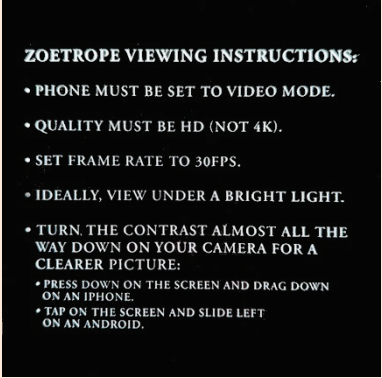 ZOETROPE VIEWING INSTRUCTIONS:
• PHONE MUST BE SET TO VIDEO MODE.
• QUALITY MUST BE HD (NOT 4K).
• SET FRAME RATE TO 30FPS.
• IDEALLY, VIEW UNDER A BRIGHT LIGHT.
• TURN THE CONTRAST ALMOST ALL THE
WAY DOWN ON YOUR CAMERA FOR A
CLEARER PICTURE:
• PRESS DOWN ON THE SCREEN AND DRAG DOWN
ON AN IPHONE.
• TAP ON THE SCREEN AND SLIDE LEFT
ON AN ANDROID.